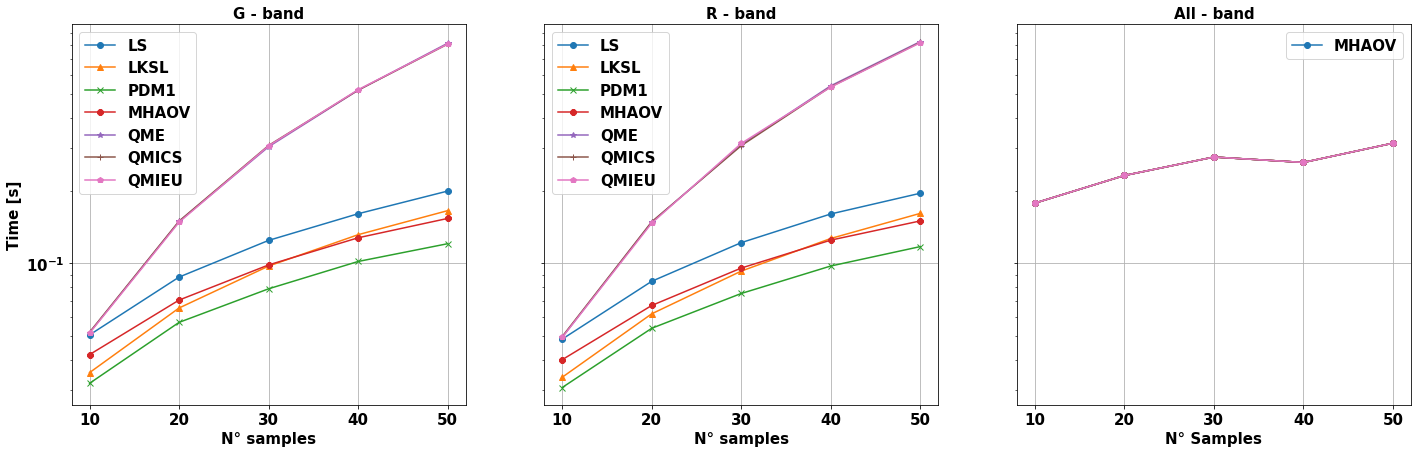 G - band
LS
LKSL
PDM1
MHAOV
QME
QMICS
QMIEU
Time [s]
10⁻¹
10 20 30 40 50
N° samples
R - band
LS
LKSL
PDM1
MHAOV
QME
QMICS
QMIEU
10 20 30 40 50
N° samples
All - band
MHAOV
10 20 30 40 50
N° Samples